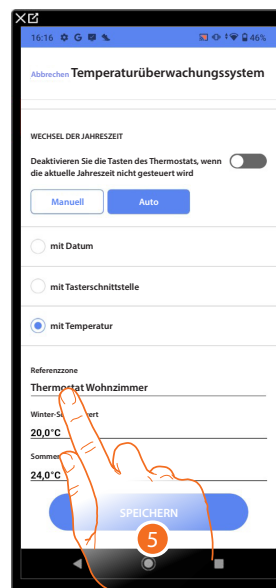 16:16 46%
Abbrechen Temperaturüberwachungssystem
WECHSEL DER JAHRESZEIT
Deaktivieren Sie die Tasten des Thermostats, wenn
die aktuelle Jahreszeit nicht gesteuert wird
Manuell Auto
mit Datum
mit Tasterschnittstelle
mit Temperatur
Referenzzone
Thermostat Wohnzimmer
20,0°C
24,0°C
SPEICHERN
5